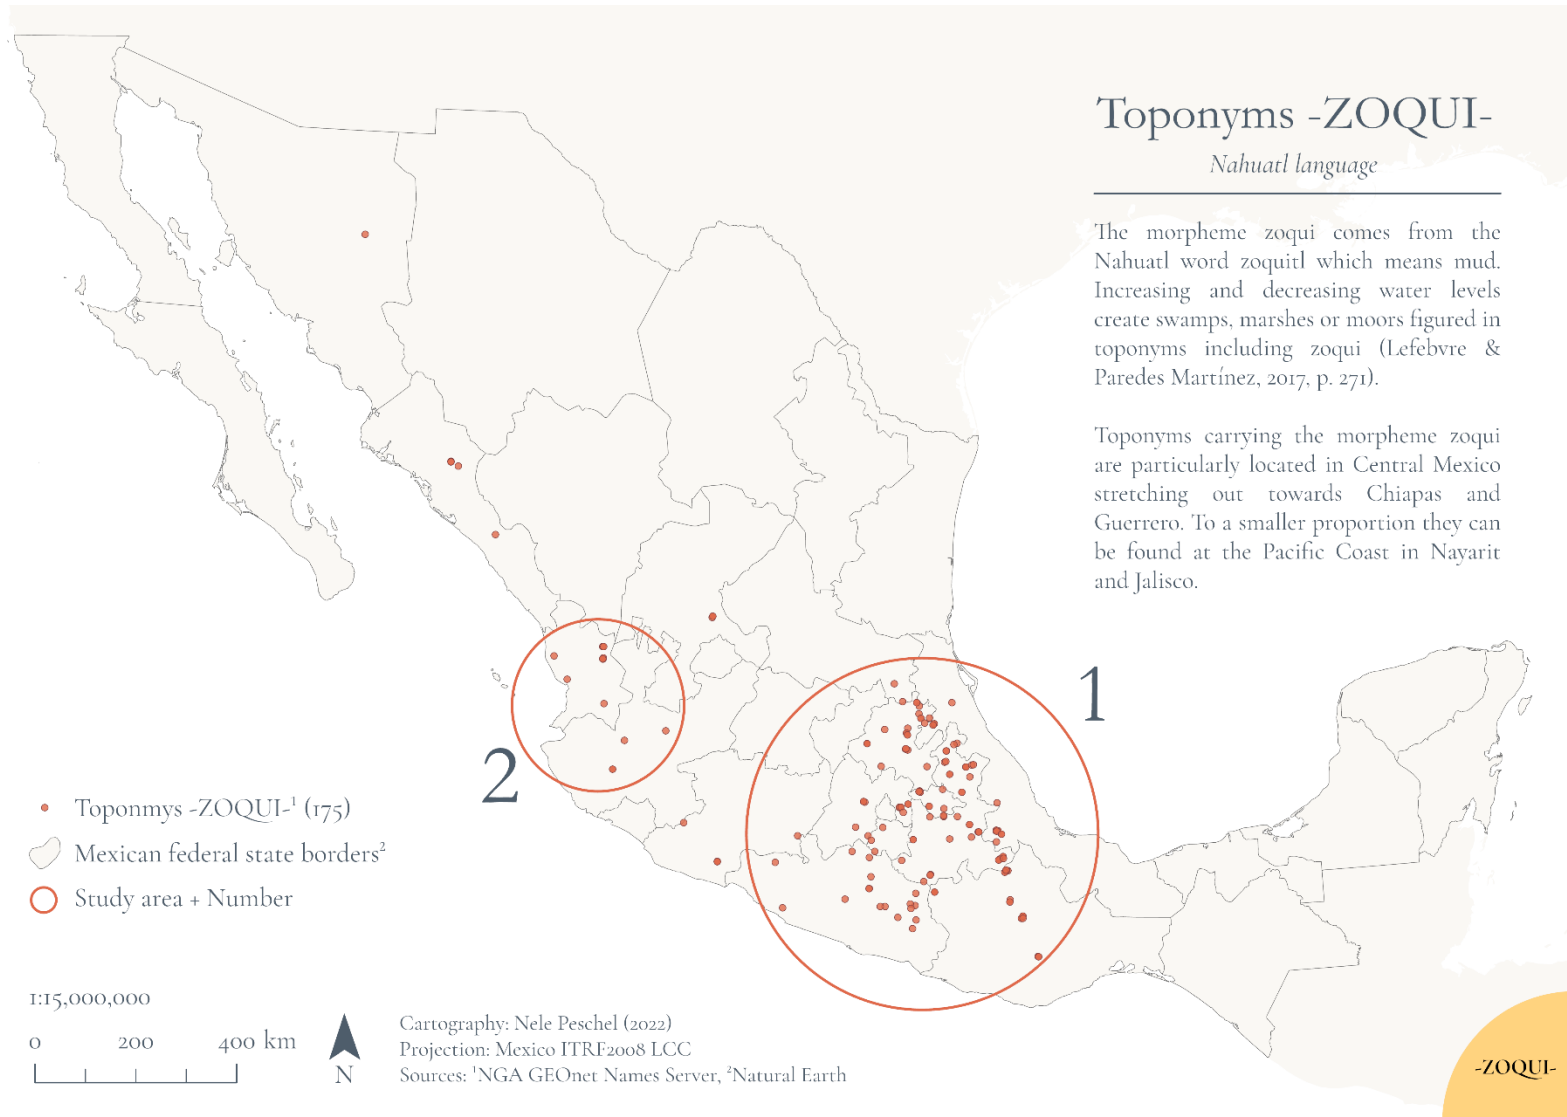 Toponyms -ZOQUI-
Nahuatl language
The morpheme zoqui comes from the
Nahuatl word zoquitl which means mud.
Increasing and decreasing water levels
create swamps, marshes or moors figured in
toponyms including zoqui (Lefebvre &
Paredes Martínez, 2017, p. 271).
Toponyms carrying the morpheme zoqui
are particularly located in Central Mexico
stretching out towards Chiapas and
Guerrero. To a smaller proportion they can
be found at the Pacific Coast in Nayarit
and Jalisco.
1
2
Toponmys -ZOQUI-¹ (175)
Mexican federal state borders²
Study area + Number
1:15,000,000
0 200 400 km
N
Cartography: Nele Peschel (2022)
Projection: Mexico ITRF2008 LCC
Sources: ¹NGA GEOnet Names Server, ²Natural Earth
-ZOQUI-